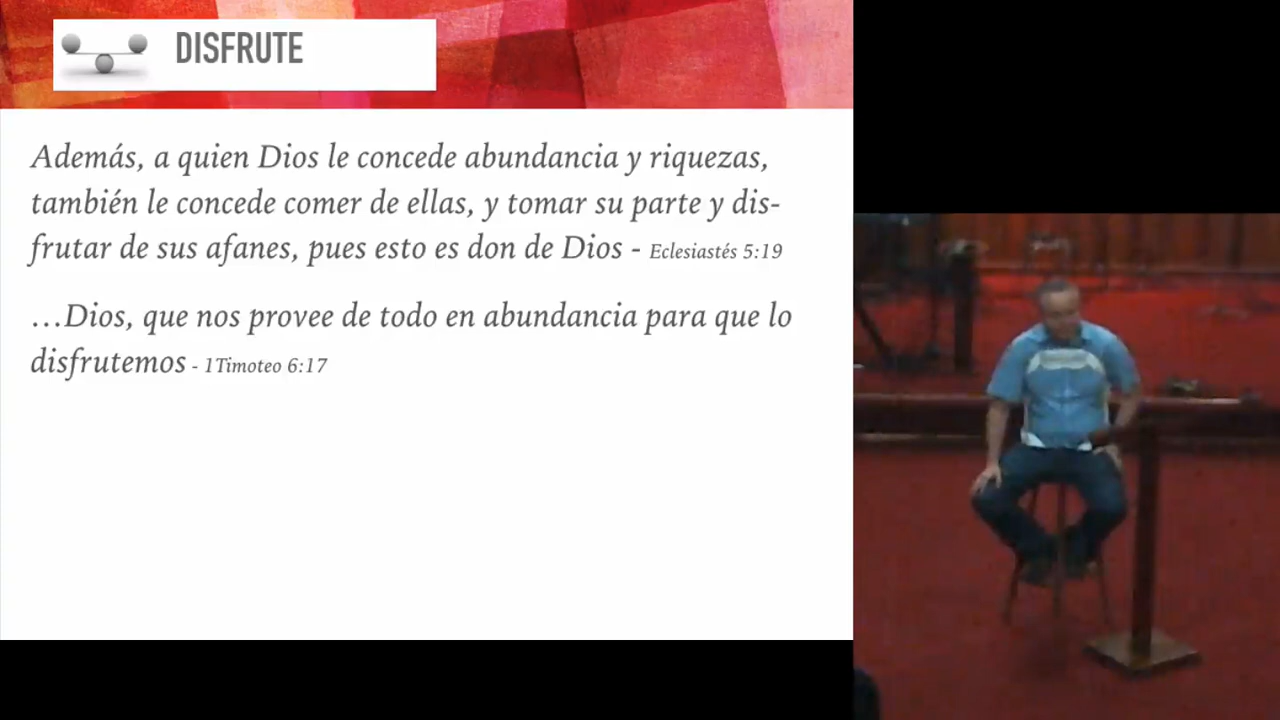 DISFRUTE
Además, a quien Dios le concede abundancia y riquezas,
también le concede comer de ellas, y tomar su parte y dis-
frutar de sus afanes, pues esto es don de Dios - Eclesiastés 5:19
...Dios, que nos provee de todo en abundancia para que lo
disfrutemos - 1Timoteo 6:17